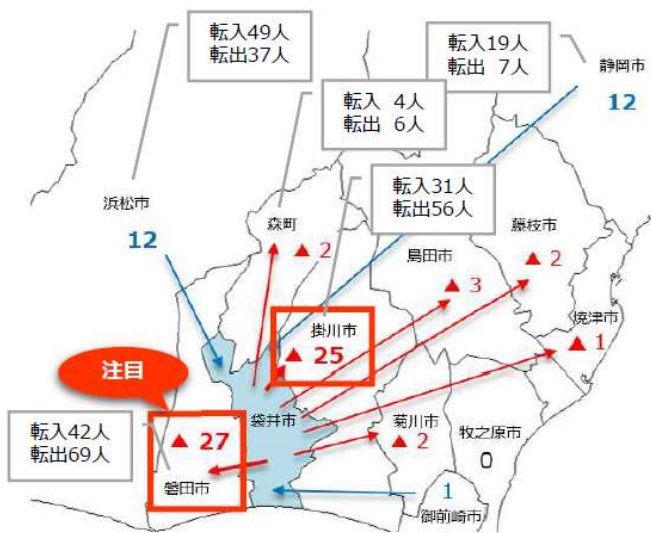 転入49人
転出37人
転入19人
転出 7人
静岡市
12
転入 4人
転出 6人
転入31人
転出56人
浜松市
12
森町
▲ 2
島田市
▲ 3
藤枝市
▲ 2
掛川市
▲ 25
焼津市
▲ 1
注目
転入42人
転出69人
▲ 27
磐田市
袋井市
菊川市
▲ 2
牧之原市
0
1
御前崎市